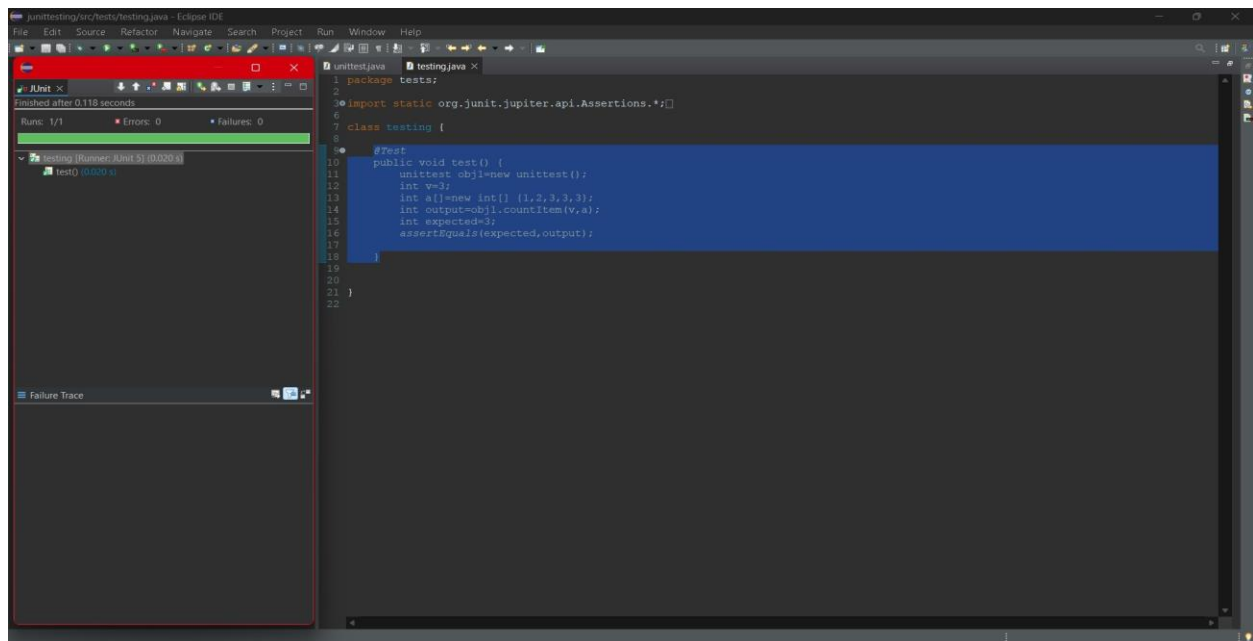 junittesting/src/tests/testing.java - Eclipse IDE
File Edit Source Refactor Navigate Search Project Run Window Help
JUnit
Finished after 0.118 seconds
Runs: 1/1 Errors: 0 Failures: 0
testing [Runner: JUnit 5] (0.020 s)
test() (0.020 s)
Failure Trace
unittest.java testing.java
1 package tests;
2
3 import static org.junit.jupiter.api.Assertions.*;
6
7 class testing {
8
9 @Test
10 public void test() {
11 unittest obj1=new unittest();
12 int v=3;
13 int a[]=new int[] {1,2,3,3,3};
14 int output=obj1.countItem(v,a);
15 int expected=3;
16 assertEquals(expected,output);
17
18 }
19
20
21 }
22